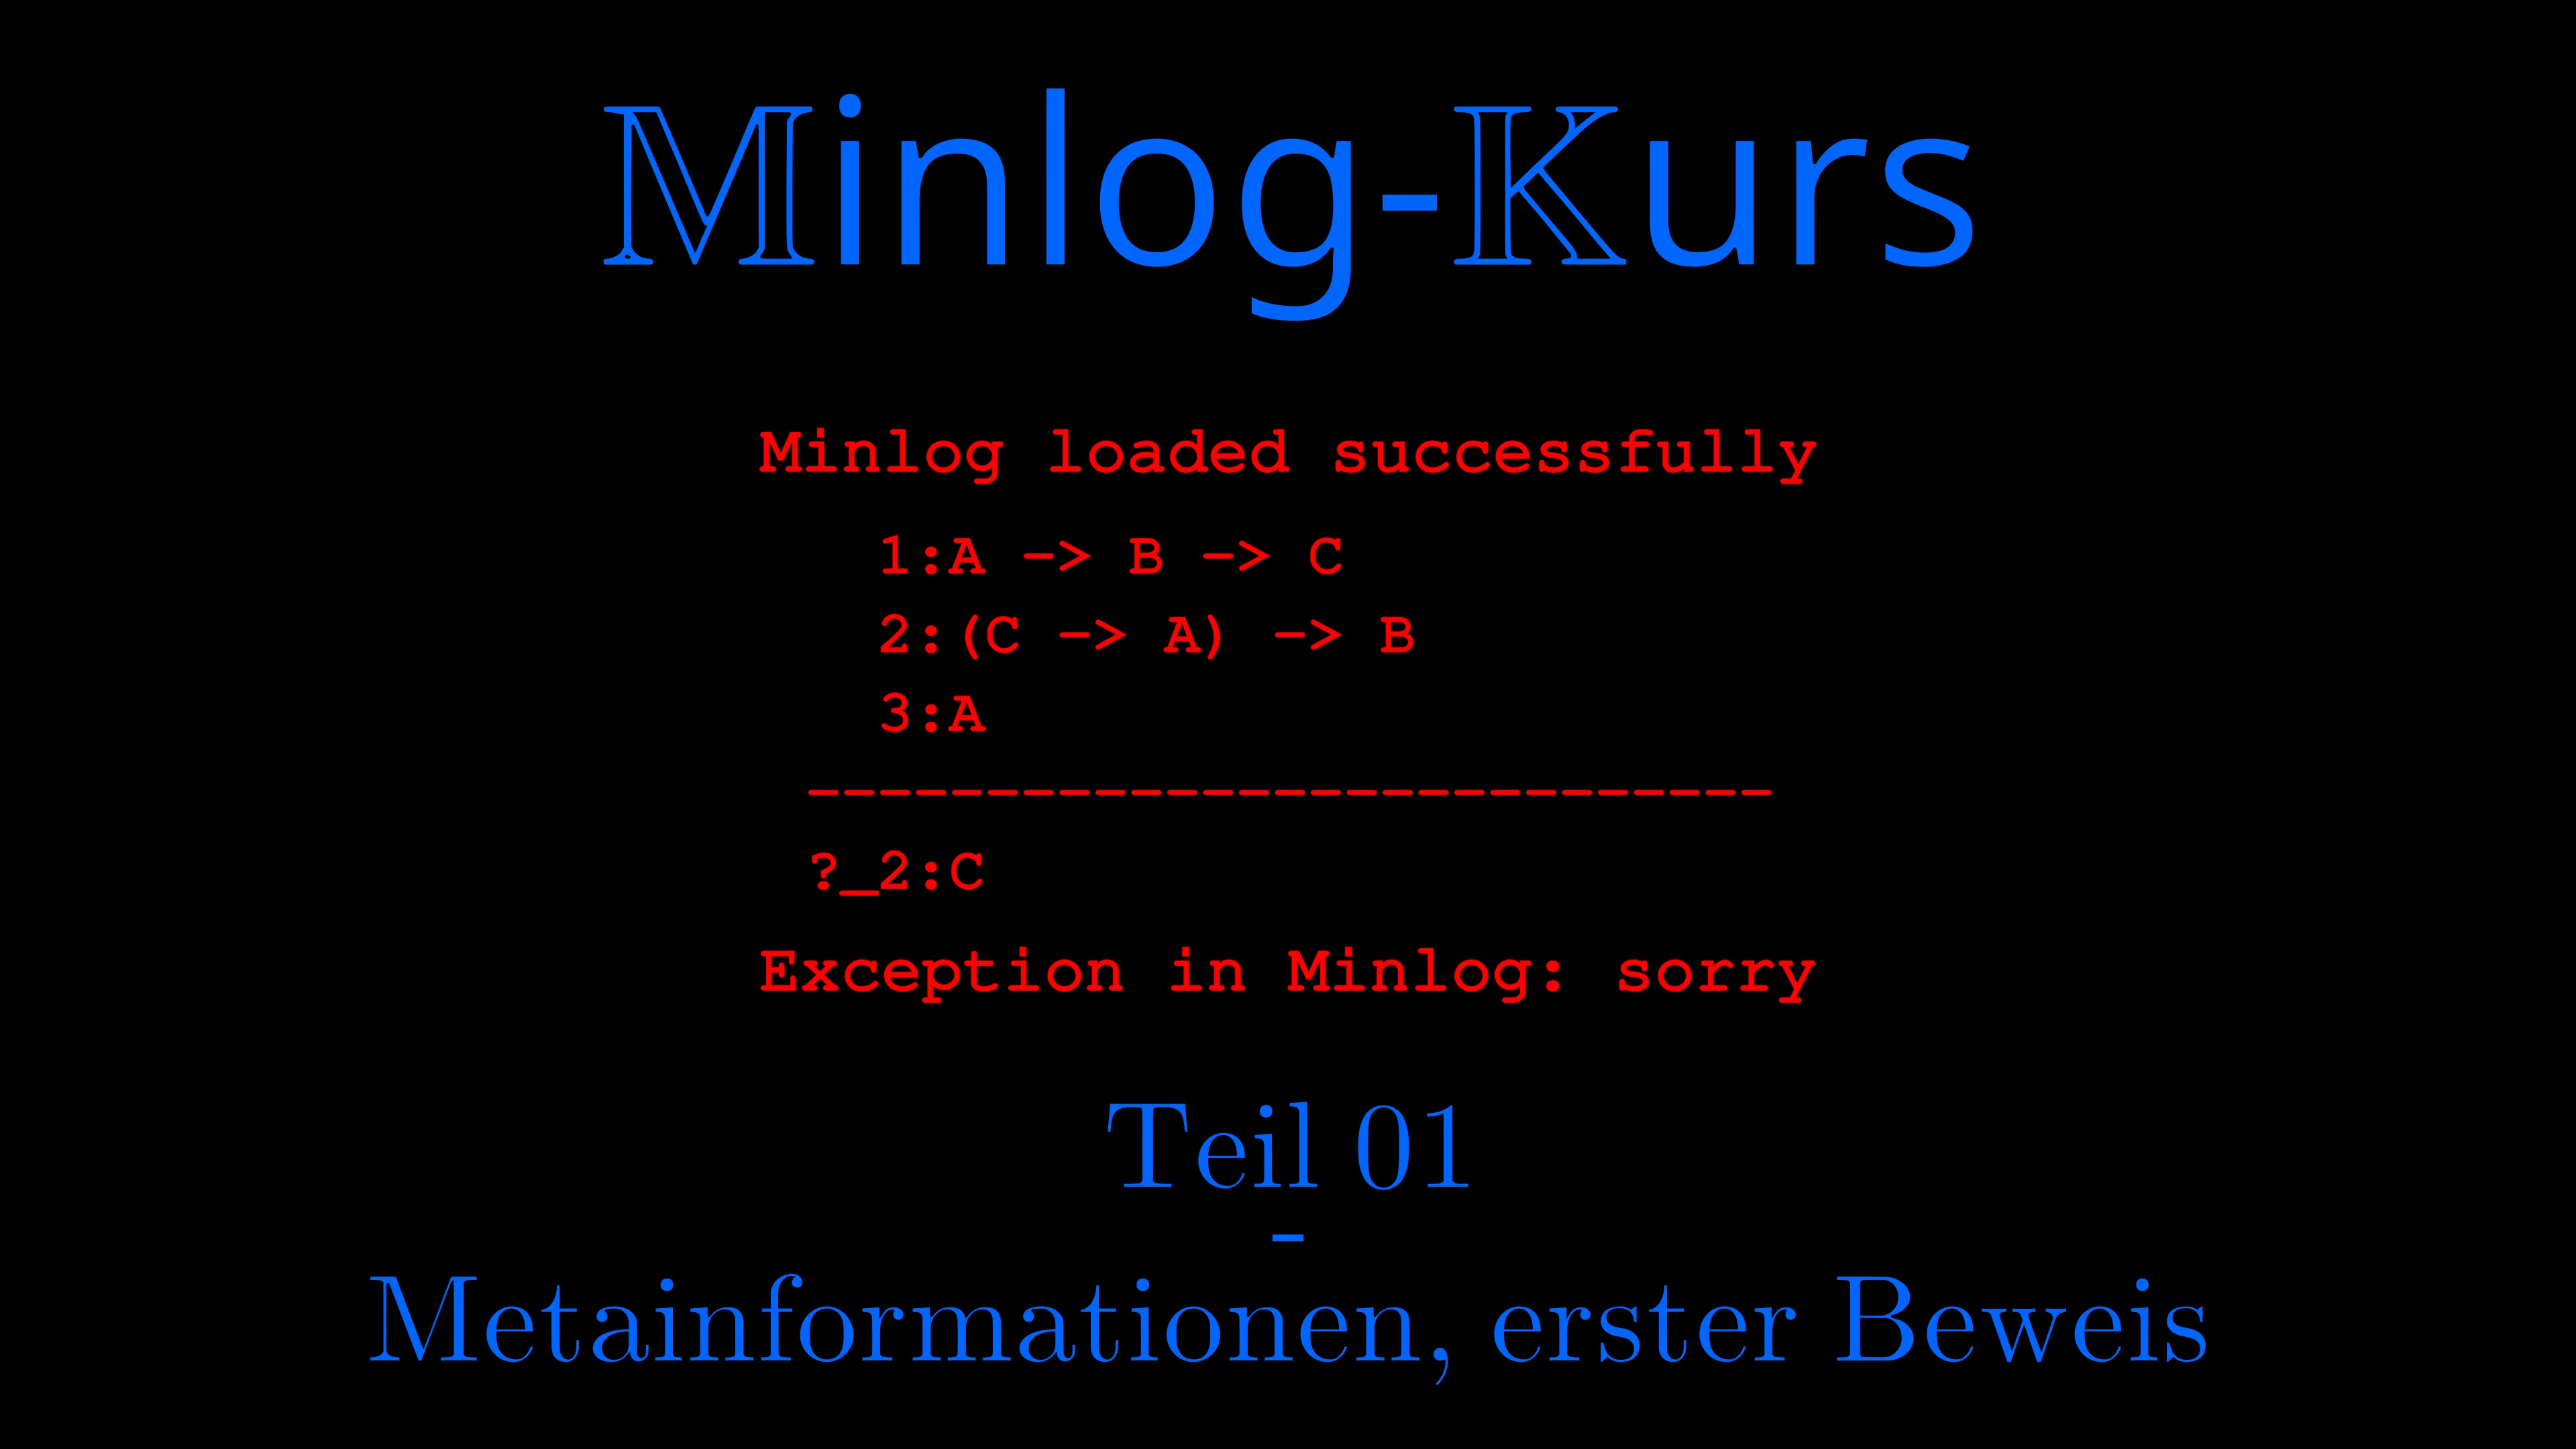 𝕄inlog-𝕂urs
Minlog loaded successfully
1:A -> B -> C
2:(C -> A) -> B
3:A
---------------------------
?_2:C
Exception in Minlog: sorry
Teil 01
-
Metainformationen, erster Beweis